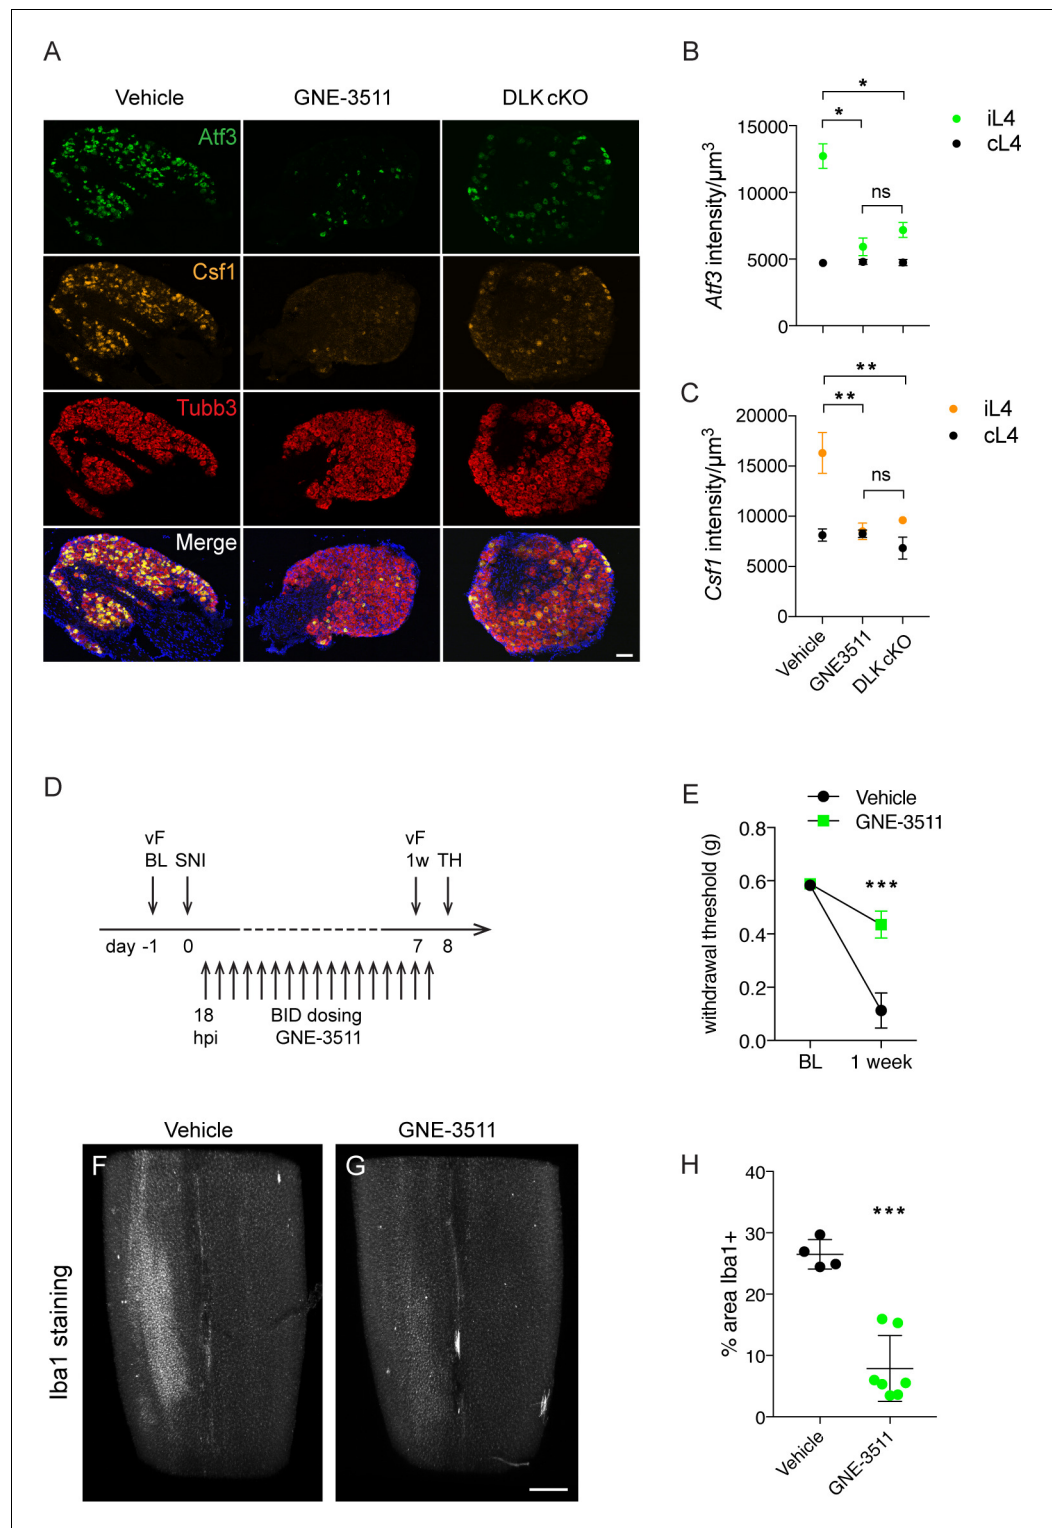 A
Vehicle
GNE-3511
DLK cKO
Atf3
Csf1
Tubb3
Merge
B
*
*
ns
iL4
cL4
15000
10000
5000
0
Atf3 intensity/µm³
C
**
**
ns
iL4
cL4
20000
15000
10000
5000
0
Csf1 intensity/µm³
Vehicle
GNE3511
DLK cKO
D
vF
BL
SNI
vF
1w
TH
day -1
0
7
8
18
hpi
BID dosing
GNE-3511
E
Vehicle
GNE-3511
0.8
0.6
0.4
0.2
0.0
withdrawal threshold (g)
***
BL
1 week
Vehicle
GNE-3511
F
G
Iba1 staining
H
40
30
20
10
0
% area Iba1+
***
Vehicle
GNE-3511